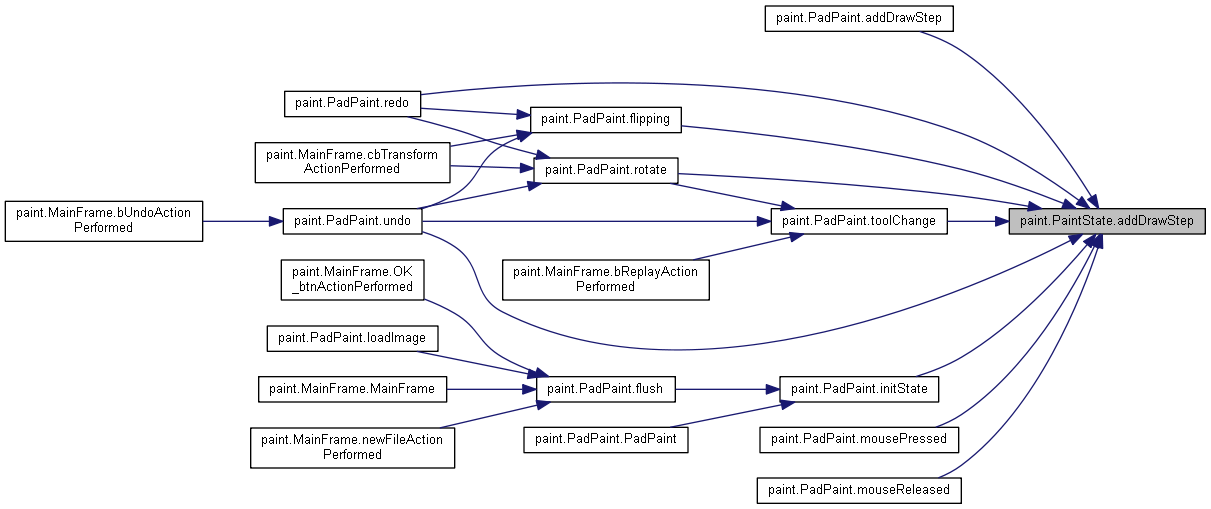 paint.PadPaint.addDrawStep
paint.PadPaint.redo
paint.PadPaint.flipping
paint.MainFrame.cbTransform
ActionPerformed
paint.PadPaint.rotate
paint.MainFrame.bUndoAction
Performed
paint.PadPaint.undo
paint.PadPaint.toolChange
paint.PaintState.addDrawStep
paint.MainFrame.OK
_btnActionPerformed
paint.MainFrame.bReplayAction
Performed
paint.PadPaint.loadImage
paint.MainFrame.MainFrame
paint.PadPaint.flush
paint.PadPaint.initState
paint.MainFrame.newFileAction
Performed
paint.PadPaint.PadPaint
paint.PadPaint.mousePressed
paint.PadPaint.mouseReleased